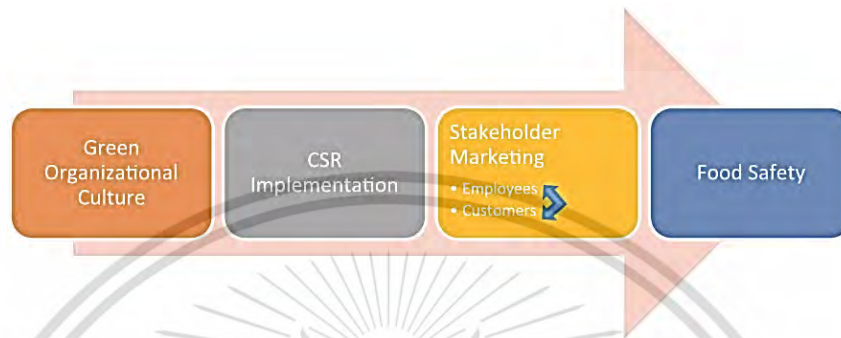 Green
Organizational
Culture
CSR
Implementation
Stakeholder
Marketing
• Employees
• Customers
Food Safety